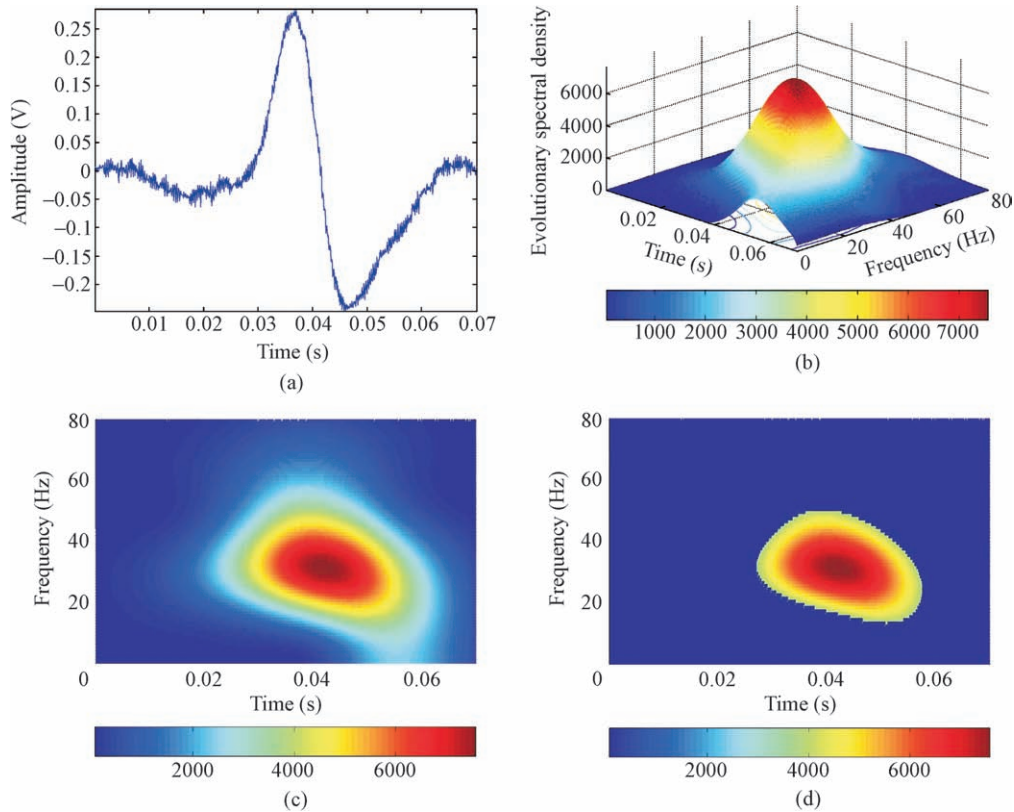 0.25
0.2
0.15
0.1
0.05
0
−0.05
−0.1
−0.15
−0.2
Amplitude (V)
0.01 0.02 0.03 0.04 0.05 0.06 0.07
Time (s)
(a)
Evolutionary spectral density
6000
4000
2000
0
0.02
0.04
0.06
Time (s)
0
20
40
60
80
Frequency (Hz)
1000 2000 3000 4000 5000 6000 7000
(b)
80
60
40
20
0
Frequency (Hz)
0.02 0.04 0.06
Time (s)
2000 4000 6000
(c)
80
60
40
20
0
Frequency (Hz)
0.02 0.04 0.06
Time (s)
2000 4000 6000
(d)